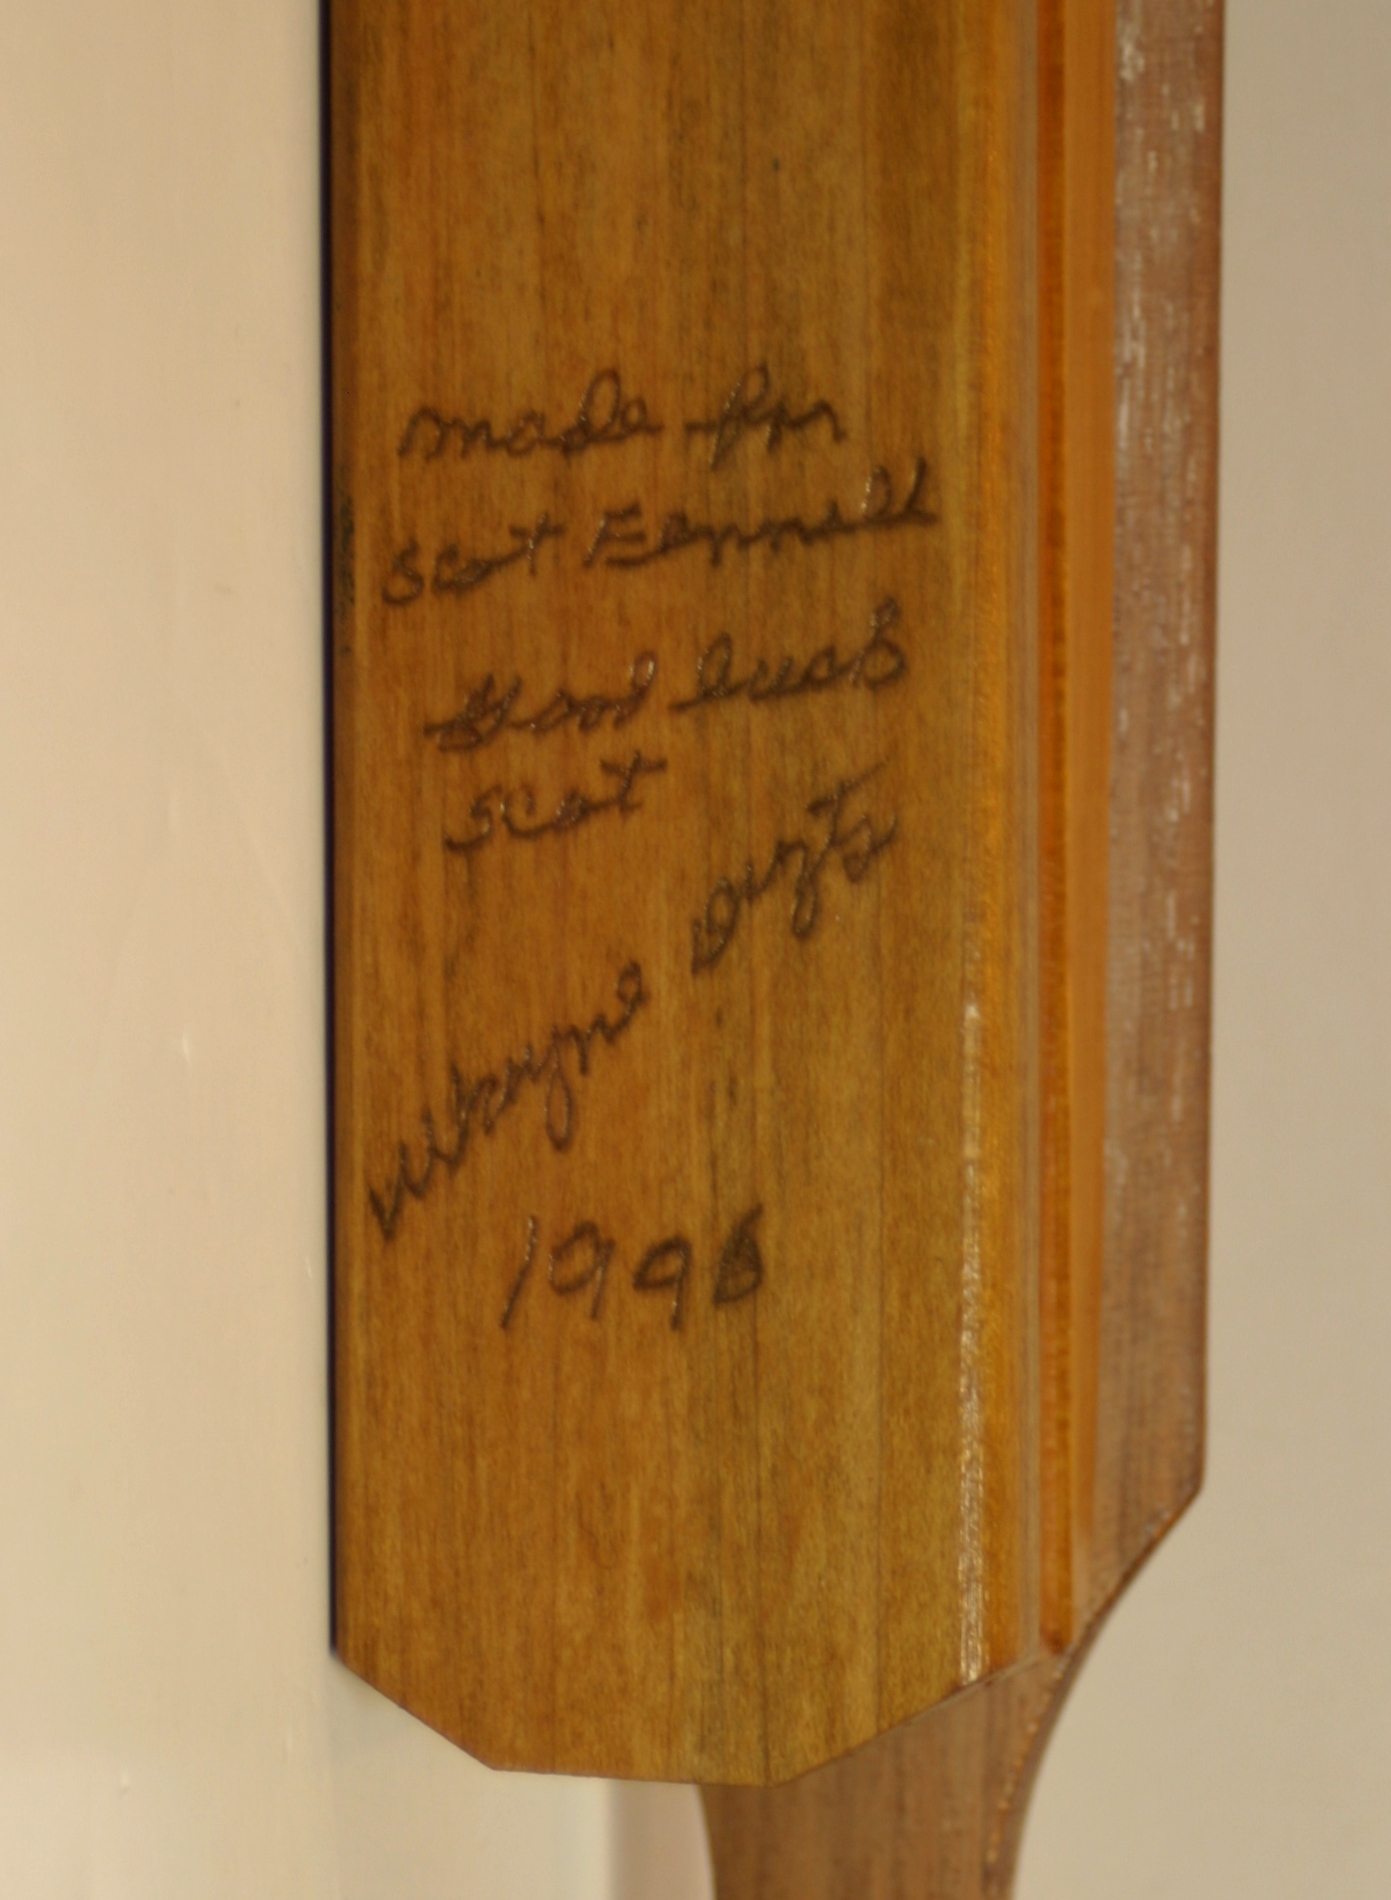 made for
Scot Fennell
Good luck
Scot
Wayne
1996